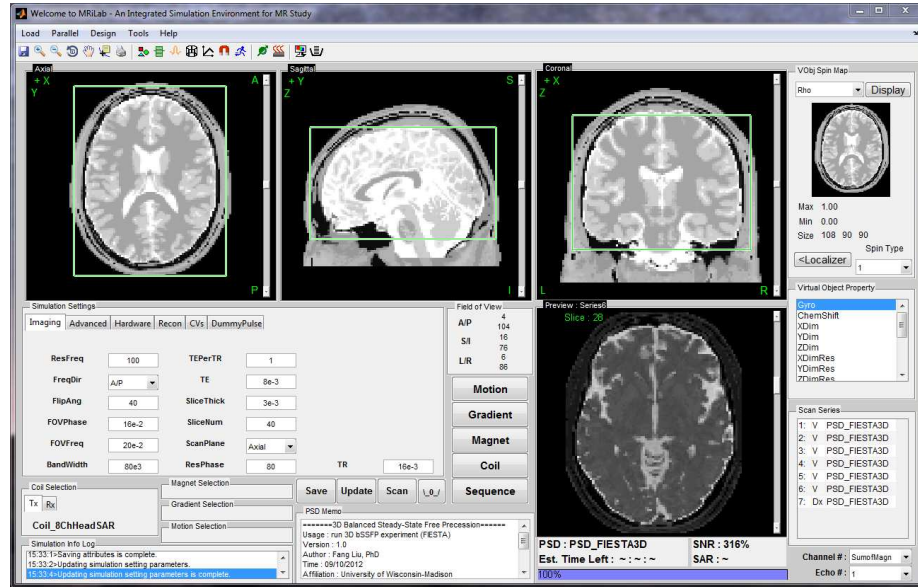 Welcome to MRiLab - An Integrated Simulation Environment for MR Study
Load Parallel Design Tools Help
Axial
+ X
Y
A
P
Sagittal
+ Y
Z
S
I
Coronal
+ X
Z
L
R
VObj Spin Map
Rho
Display
Max 1.00
Min 0.00
Size 108 90 90
Spin Type
<Localizer
1
Virtual Object Property
Gyro
ChemShift
XDim
YDim
ZDim
XDimRes
YDimRes
ZDimRes
Simulation Settings
Imaging Advanced Hardware Recon CVs DummyPulse
ResFreq 100 TEPerTR 1
FreqDir A/P TE 8e-3
FlipAng 40 SliceThick 3e-3
FOVPhase 16e-2 SliceNum 40
FOVFreq 20e-2 ScanPlane Axial
BandWidth 80e3 ResPhase 80 TR 16e-3
Field of View
A/P 4
104
S/I 16
76
L/R 6
86
Motion
Gradient
Magnet
Coil
Sequence
Preview : Series6
Slice : 28
Scan Series
1: V PSD_FIESTA3D
2: V PSD_FIESTA3D
3: V PSD_FIESTA3D
4: V PSD_FIESTA3D
5: V PSD_FIESTA3D
6: V PSD_FIESTA3D
7: Dx PSD_FIESTA3D
Coil Selection
Tx Rx
Coil_8ChHeadSAR
Magnet Selection
Gradient Selection
Motion Selection
Save Update Scan \_0_/
Simulation Info Log
15:33:1>Saving attributes is complete.
15:33:2>Updating simulation setting parameters.
15:33:4>Updating simulation setting parameters is complete.
PSD Memo
=======3D Balanced Steady-State Free Precession======
Usage : run 3D bSSFP experiment (FIESTA)
Version : 1.0
Author : Fang Liu, PhD
Time : 09/10/2012
Affiliation : University of Wisconsin-Madison
PSD : PSD_FIESTA3D SNR : 316%
Est. Time Left : ~ : ~ : ~ SAR : ~
100%
Channel # : SumofMagn
Echo # : 1